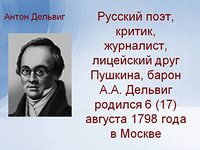 Антон Дельвиг
Русский поэт,
критик,
журналист,
лицейский друг
Пушкина, барон
А.А. Дельвиг
родился 6 (17)
августа 1798 года
в Москве